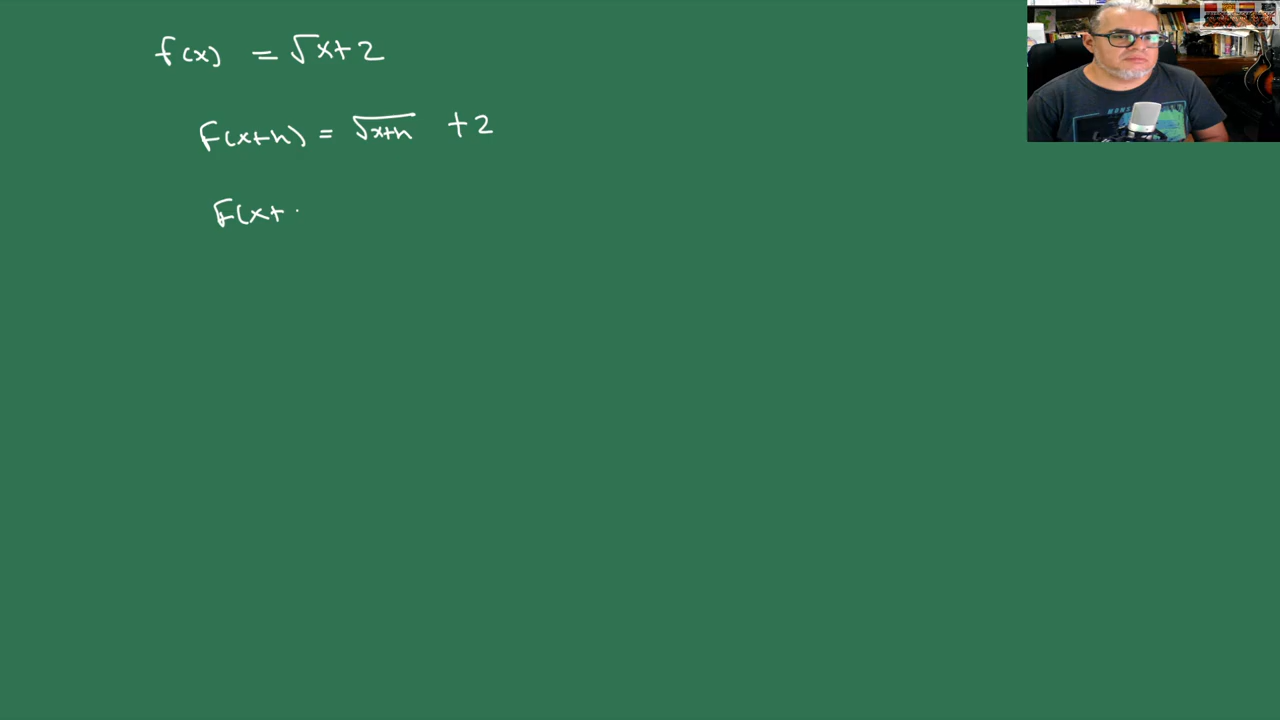 f(x) = √x + 2
F(x+h) = √x+h + 2
F(x+